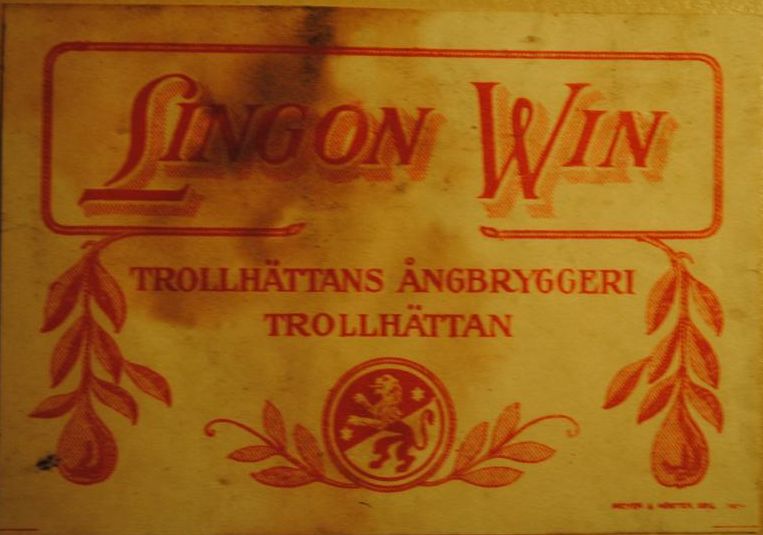 LINGON WIN
TROLLHÄTTANS ÅNGBRYGGERI
TROLLHÄTTAN